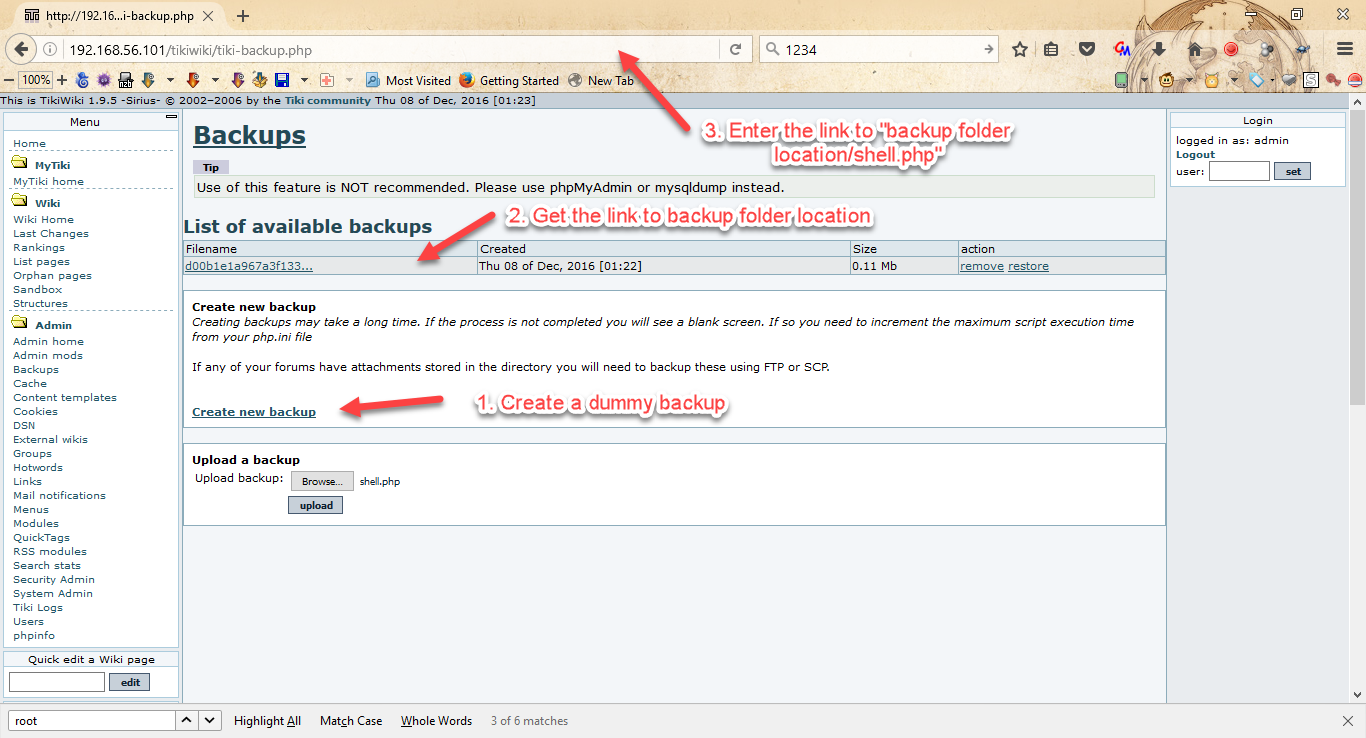 http://192.16...i-backup.php
192.168.56.101/tikiwiki/tiki-backup.php
1234
100%
Most Visited
Getting Started
New Tab
This is TikiWiki 1.9.5 -Sirius- © 2002–2006 by the Tiki community Thu 08 of Dec, 2016 [01:23]
Menu
Home
MyTiki
MyTiki home
Wiki
Wiki Home
Last Changes
Rankings
List pages
Orphan pages
Sandbox
Structures
Admin
Admin home
Admin mods
Backups
Cache
Content templates
Cookies
DSN
External wikis
Groups
Hotwords
Links
Mail notifications
Menus
Modules
QuickTags
RSS modules
Search stats
Security Admin
System Admin
Tiki Logs
Users
phpinfo
Quick edit a Wiki page
edit
Backups
Tip
Use of this feature is NOT recommended. Please use phpMyAdmin or mysqldump instead.
3. Enter the link to "backup folder
location/shell.php"
2. Get the link to backup folder location
List of available backups
Filename Created Size action
d00b1e1a967a3f133... Thu 08 of Dec, 2016 [01:22] 0.11 Mb remove restore
Create new backup
Creating backups may take a long time. If the process is not completed you will see a blank screen. If so you need to increment the maximum script execution time
from your php.ini file
If any of your forums have attachments stored in the directory you will need to backup these using FTP or SCP.
Create new backup
1. Create a dummy backup
Upload a backup
Upload backup: Browse... shell.php
upload
Login
logged in as: admin
Logout
user: set
root
Highlight All
Match Case
Whole Words
3 of 6 matches